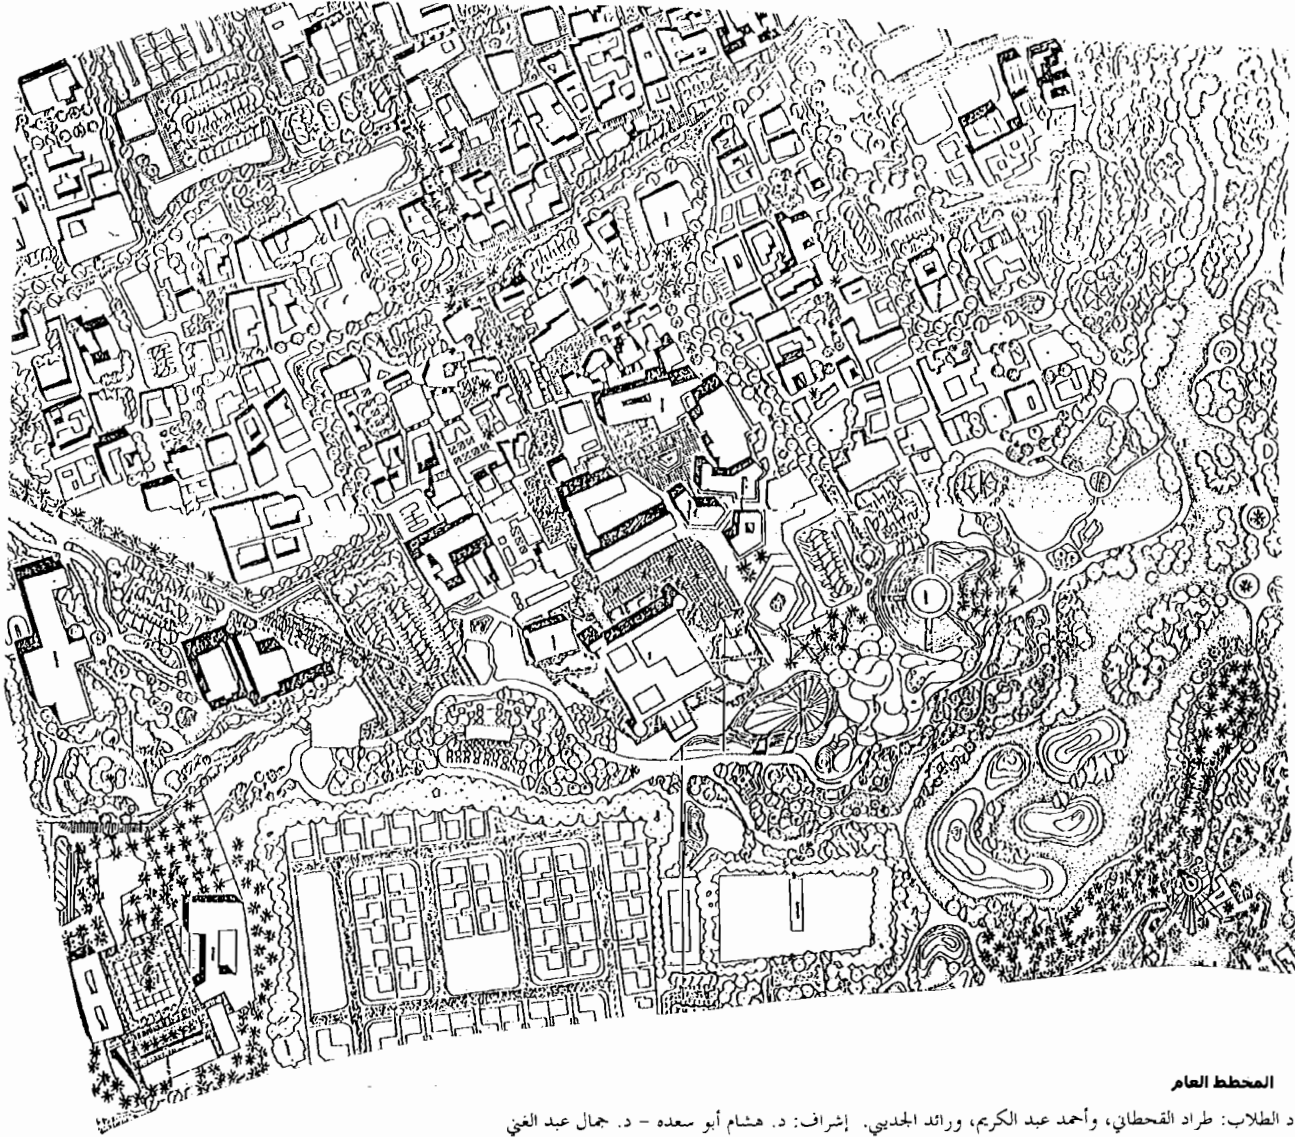 المخطط العام
د الطلاب: طراد القحطاني، وأحمد عبد الكريم، ورائد الجديبي. إشراف: د. هشام أبو سعده – د. جمال عبد الغني